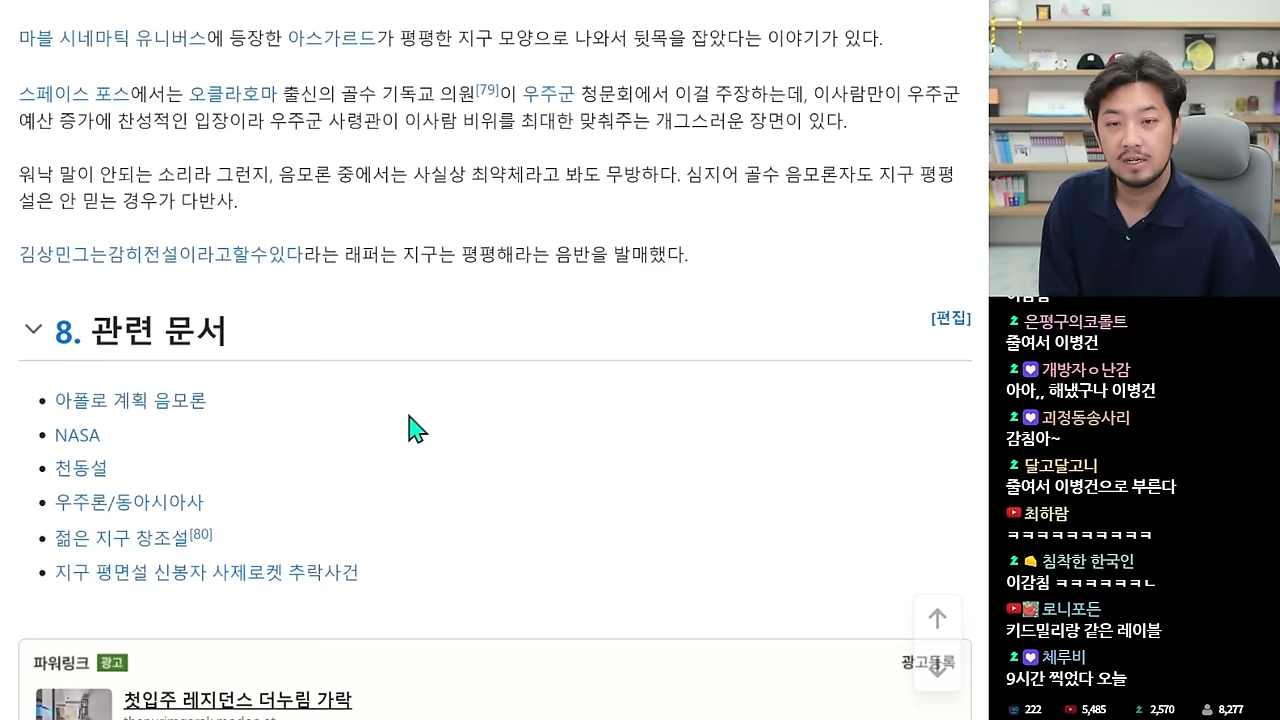 마블 시네마틱 유니버스에 등장한 아스가르드가 평평한 지구 모양으로 나와서 뒷목을 잡았다는 이야기가 있다.
스페이스 포스에서는 오클라호마 출신의 골수 기독교 의원[79]이 우주군 청문회에서 이걸 주장하는데, 이사람만이 우주군
예산 증가에 찬성적인 입장이라 우주군 사령관이 이사람 비위를 최대한 맞춰주는 개그스러운 장면이 있다.
워낙 말이 안되는 소리라 그런지, 음모론 중에서는 사실상 최약체라고 봐도 무방하다. 심지어 골수 음모론자도 지구 평평
설은 안 믿는 경우가 다반사.
김상민그는감히전설이라고할수있다라는 래퍼는 지구는 평평해라는 음반을 발매했다.
8. 관련 문서
[편집]
아폴로 계획 음모론
NASA
천동설
우주론/동아시아사
젊은 지구 창조설[80]
지구 평면설 신봉자 사제로켓 추락사건
파워링크 광고
광고등록
첫입주 레지던스 더누림 가락
이감침
은평구의코롤트
줄여서 이병건
개방자ㅇ난감
아아,, 해냈구나 이병건
괴정동송사리
감침아~
달고달고니
줄여서 이병건으로 부른다
최하람
ㅋㅋㅋㅋㅋㅋㅋㅋㅋㅋ
침착한 한국인
이감침 ㅋㅋㅋㅋㅋㅋㄴ
로니포든
키드밀리랑 같은 레이블
체루비
9시간 찍었다 오늘
222 5,485 2,570 8,277